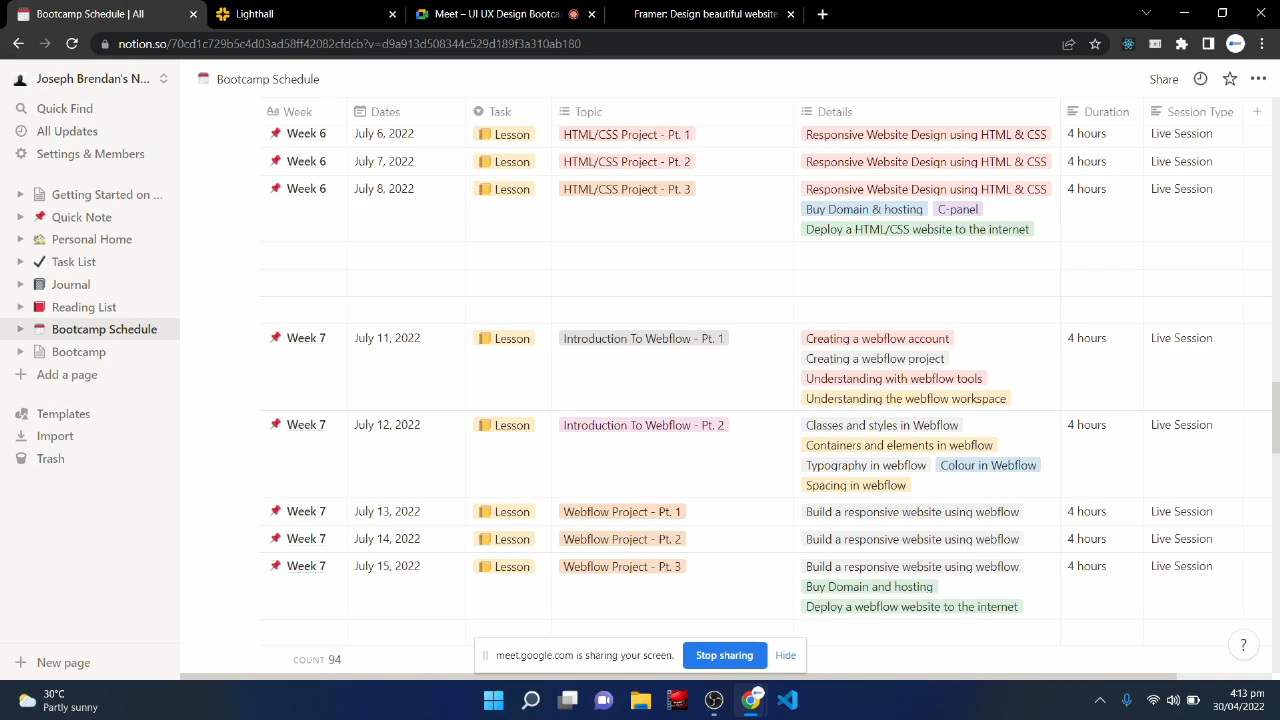 Bootcamp Schedule | All
Lighthall
Meet – UI UX Design Bootca
Framer: Design beautiful website
notion.so/70cd1c729b5c4d03ad58ff42082cfdcb?v=d9a913d508344c529d189f3a310ab180
Joseph Brendan's N...
Bootcamp Schedule
Share
Quick Find
All Updates
Settings & Members
Getting Started on ...
Quick Note
Personal Home
Task List
Journal
Reading List
Bootcamp Schedule
Bootcamp
Add a page
Templates
Import
Trash
New page
Aa Week Dates Task Topic Details Duration Session Type
Week 6 July 6, 2022 Lesson HTML/CSS Project - Pt. 1 Responsive Website Design using HTML & CSS 4 hours Live Session
Week 6 July 7, 2022 Lesson HTML/CSS Project - Pt. 2 Responsive Website Design using HTML & CSS 4 hours Live Session
Week 6 July 8, 2022 Lesson HTML/CSS Project - Pt. 3 Responsive Website Design using HTML & CSS 4 hours Live Session
Buy Domain & hosting C-panel
Deploy a HTML/CSS website to the internet
Week 7 July 11, 2022 Lesson Introduction To Webflow - Pt. 1 Creating a webflow account 4 hours Live Session
Creating a webflow project
Understanding with webflow tools
Understanding the webflow workspace
Week 7 July 12, 2022 Lesson Introduction To Webflow - Pt. 2 Classes and styles in Webflow 4 hours Live Session
Containers and elements in webflow
Typography in webflow Colour in Webflow
Spacing in webflow
Week 7 July 13, 2022 Lesson Webflow Project - Pt. 1 Build a responsive website using webflow 4 hours Live Session
Week 7 July 14, 2022 Lesson Webflow Project - Pt. 2 Build a responsive website using webflow 4 hours Live Session
Week 7 July 15, 2022 Lesson Webflow Project - Pt. 3 Build a responsive website using webflow 4 hours Live Session
Buy Domain and hosting
Deploy a webflow website to the internet
COUNT 94
meet.google.com is sharing your screen. Stop sharing Hide
?
30°C
Partly sunny
4:13 pm
30/04/2022